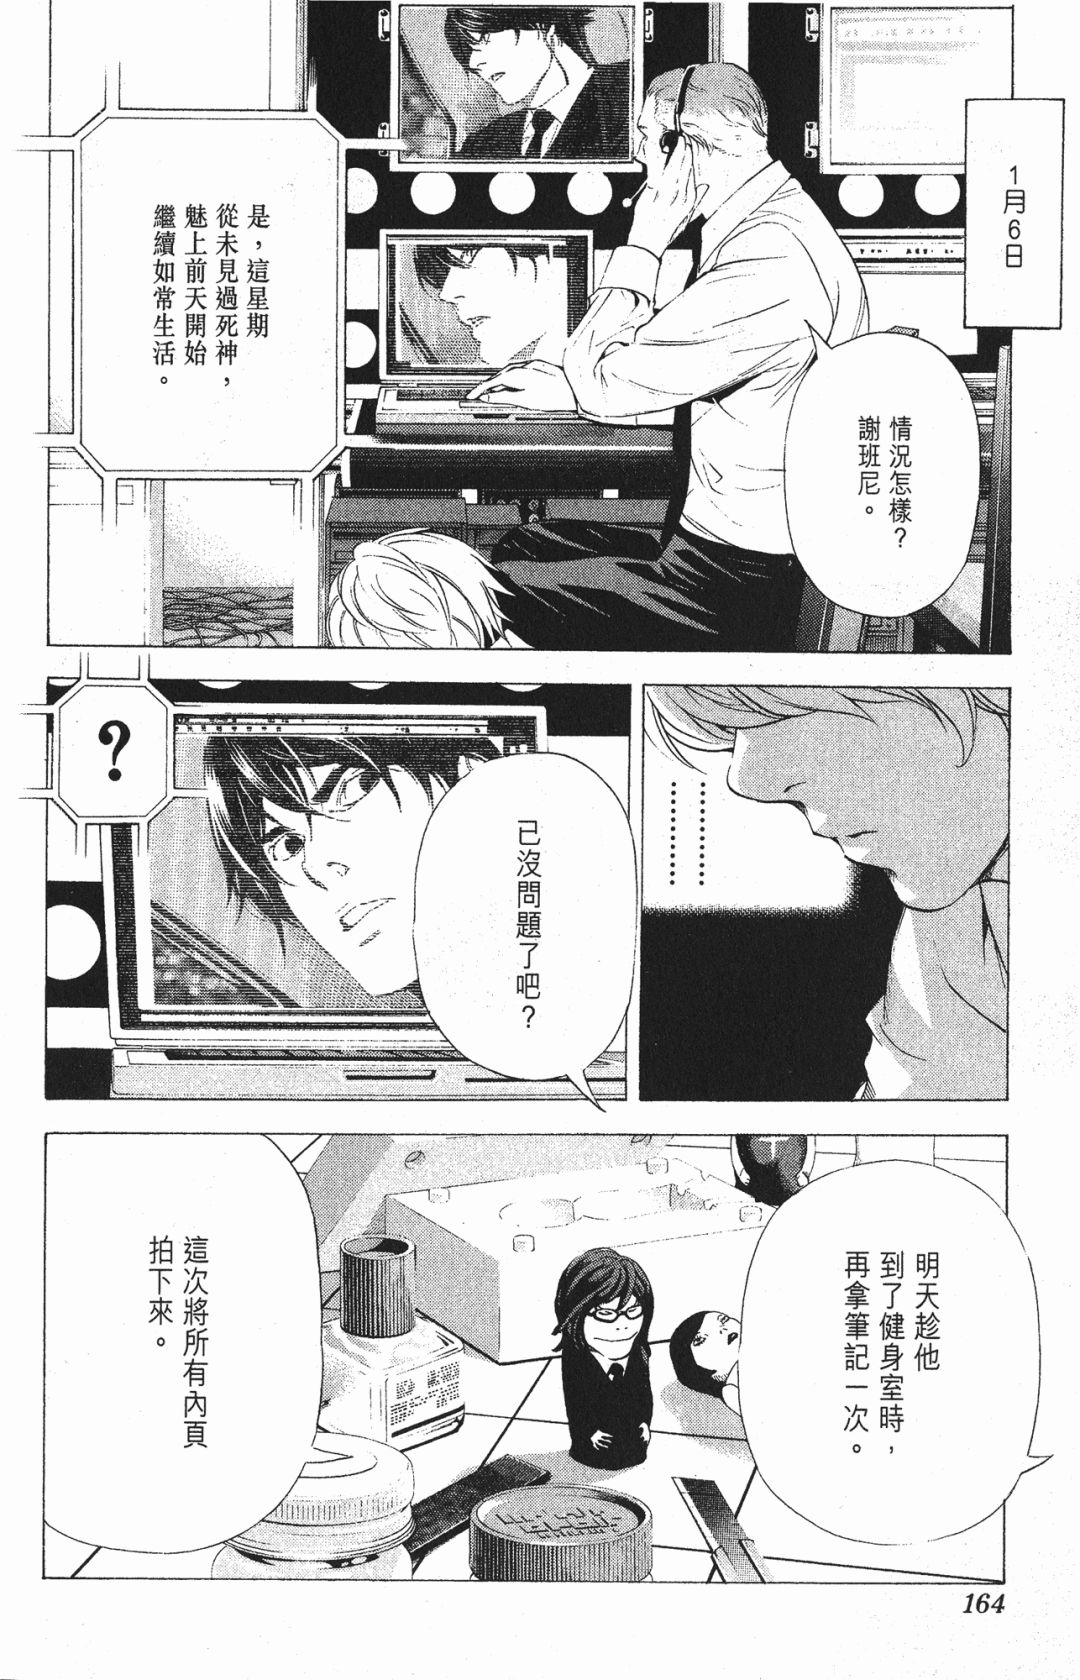 1月6日
情況怎樣？
謝班尼。
是，這星期
從未見過死神，
魅上前天開始
繼續如常生活。
…………
…………
已沒問題了吧？
？
明天趁他
到了健身室時，
再拿筆記一次。
這次將所有內頁
拍下來。
164